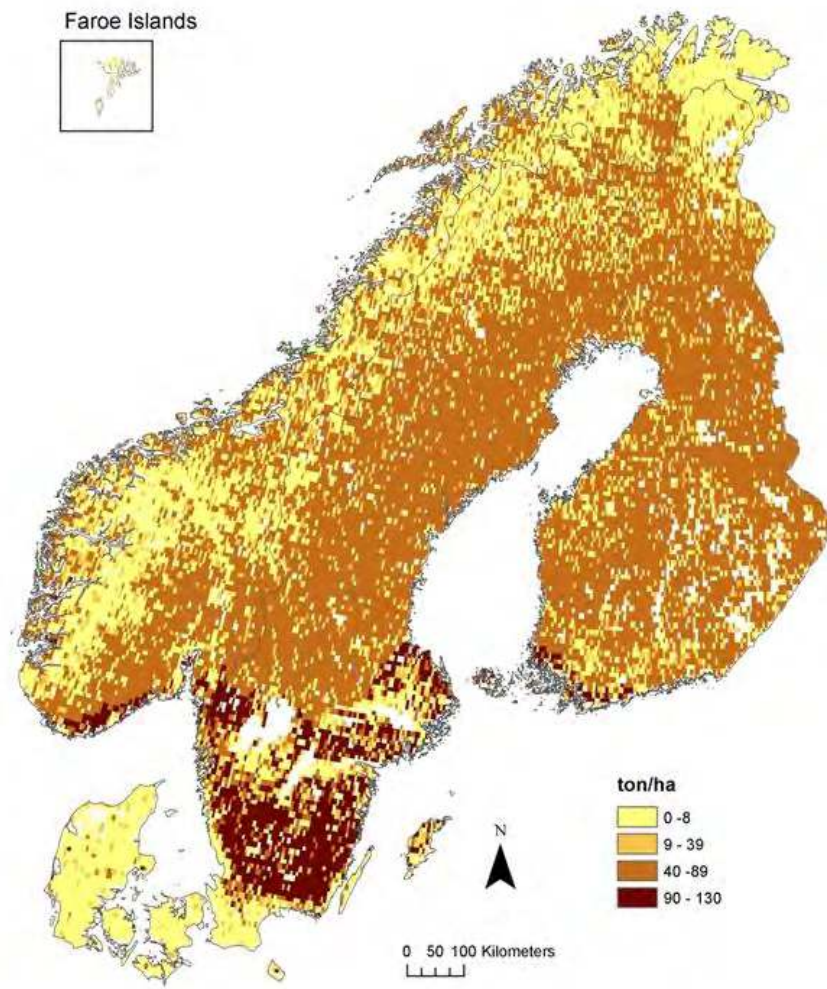 Faroe Islands
N
ton/ha
0 -8
9 - 39
40 -89
90 - 130
0 50 100 Kilometers